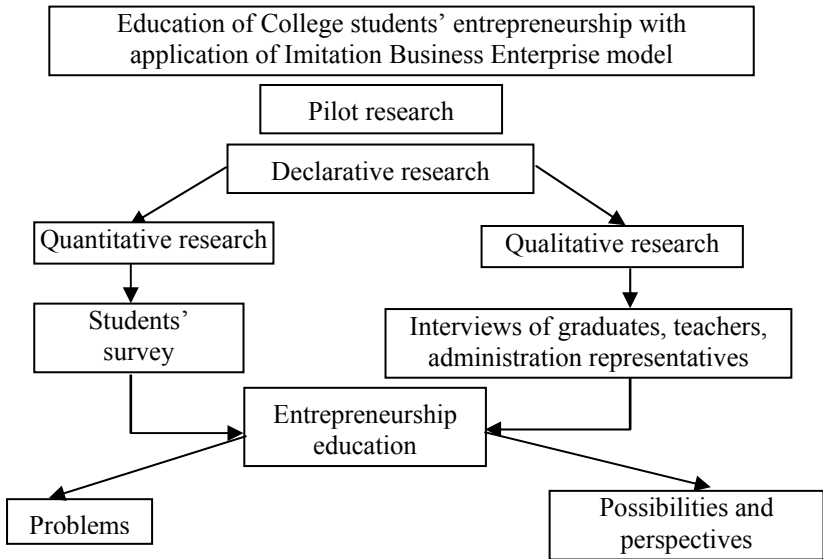 Education of College students’ entrepreneurship with
application of Imitation Business Enterprise model
Pilot research
Declarative research
Quantitative research
Qualitative research
Students’
survey
Interviews of graduates, teachers,
administration representatives
Entrepreneurship
education
Problems
Possibilities and
perspectives